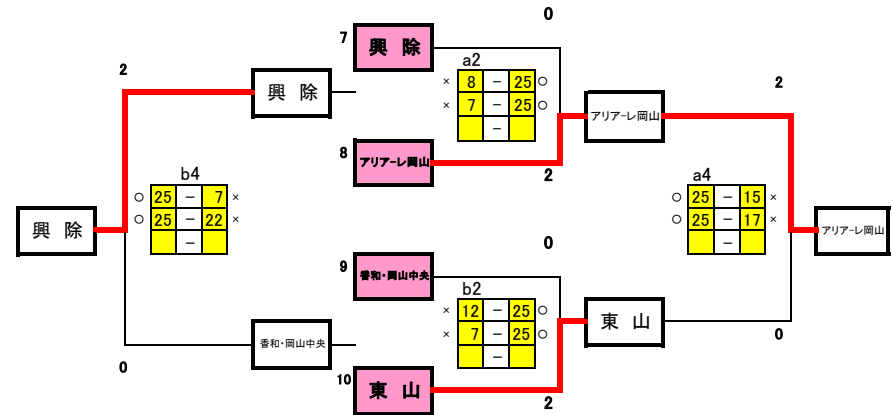 0
7
興 除
2
a2
× 8 － 25 ○
× 7 － 25 ○
－
興 除
アリアーレ岡山
2
8
アリアーレ岡山
2
b4
○ 25 － 7 ×
○ 25 － 22 ×
－
a4
○ 25 － 15 ×
○ 25 － 17 ×
－
興 除
アリアーレ岡山
0
9
香和・岡山中央
b2
× 12 － 25 ○
× 7 － 25 ○
－
東 山
香和・岡山中央
0
0
10
東 山
2